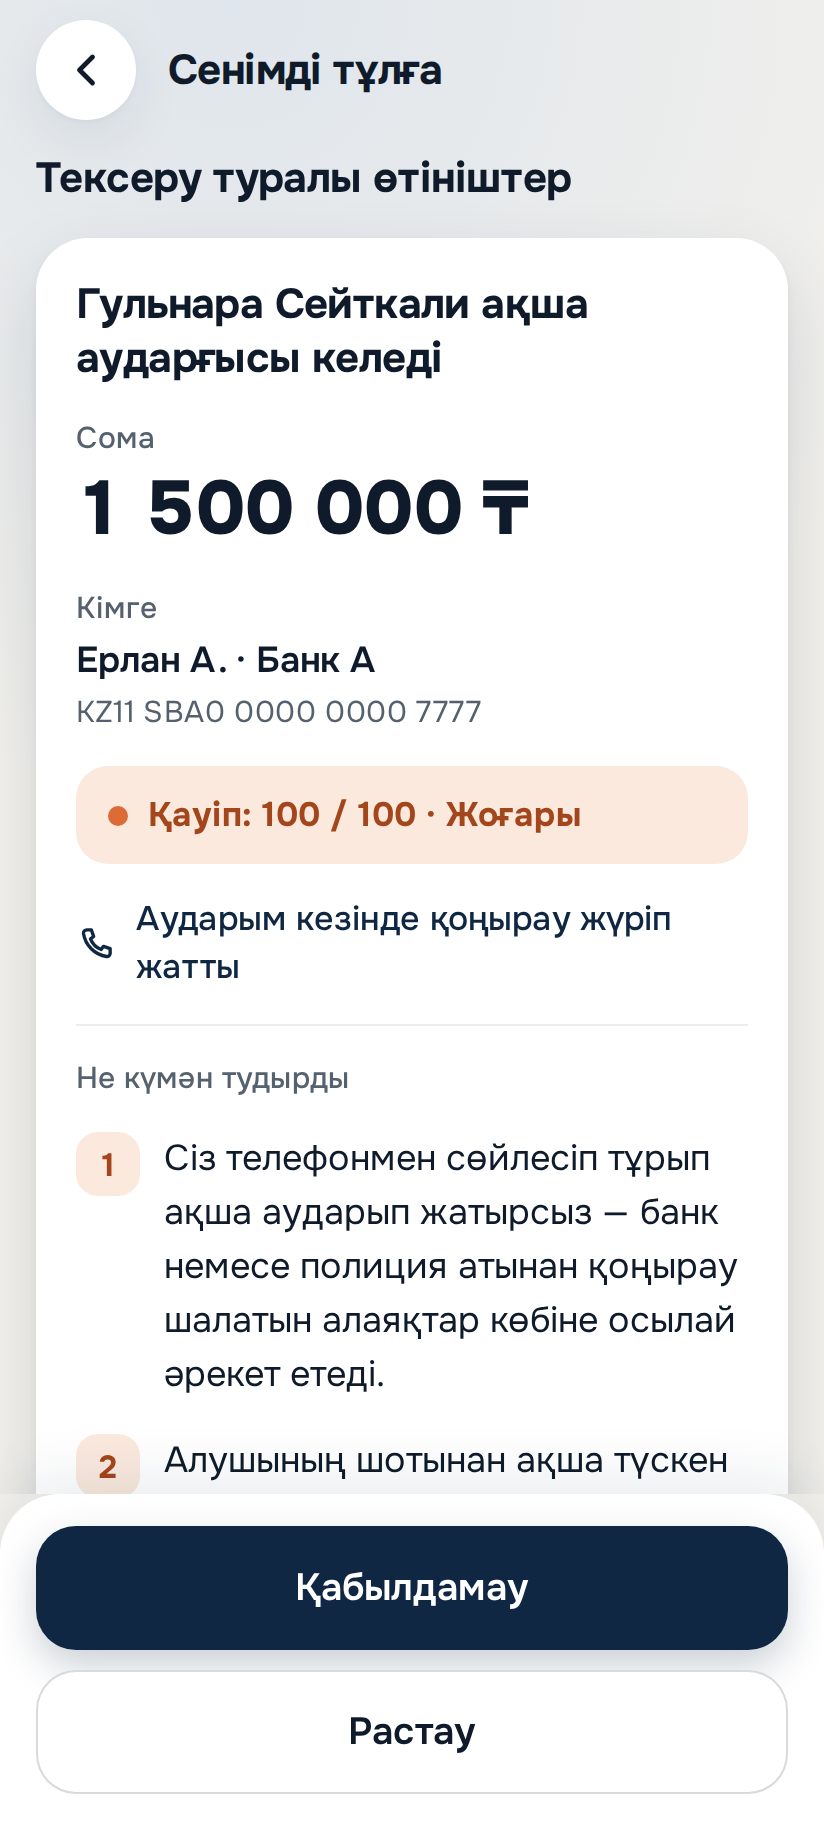 Сенімді тұлға
Тексеру туралы өтініштер
Гульнара Сейткали ақша
аударғысы келеді
Сома
1 500 000 ₸
Кімге
Ерлан А. · Банк А
KZ11 SBA0 0000 0000 7777
Қауіп: 100 / 100 · Жоғары
Аударым кезінде қоңырау жүріп
жатты
Не күмән тудырды
1 Сіз телефонмен сөйлесіп тұрып
ақша аударып жатырсыз — банк
немесе полиция атынан қоңырау
шалатын алаяқтар көбіне осылай
әрекет етеді.
2 Алушының шотынан ақша түскен
Қабылдамау
Растау